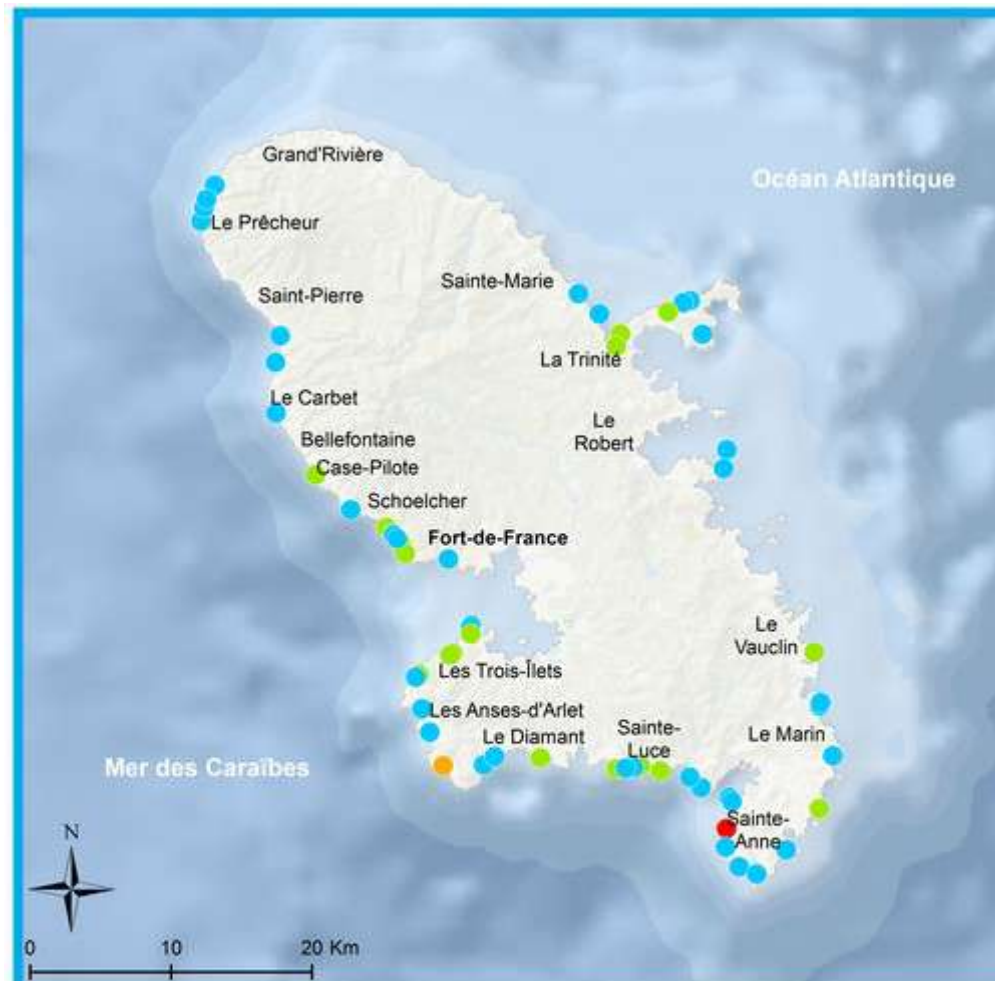 Grand'Rivière
Océan Atlantique
Le Prêcheur
Sainte-Marie
Saint-Pierre
La Trinité
Le Carbet
Le
Robert
Bellefontaine
Case-Pilote
Schoelcher
Fort-de-France
Le
Vauclin
Les Trois-Îlets
Les Anses-d'Arlet
Le Diamant
Sainte-
Luce
Le Marin
Mer des Caraïbes
Sainte-
Anne
N
0 10 20 Km